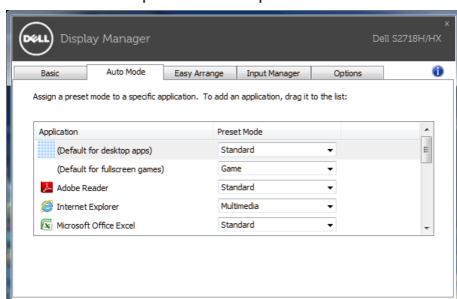 DELL Display Manager Dell S2718H/HX
Basic Auto Mode Easy Arrange Input Manager Options
Assign a preset mode to a specific application. To add an application, drag it to the list:
Application Preset Mode
(Default for desktop apps) Standard
(Default for fullscreen games) Game
Adobe Reader Standard
Internet Explorer Multimedia
Microsoft Office Excel Standard